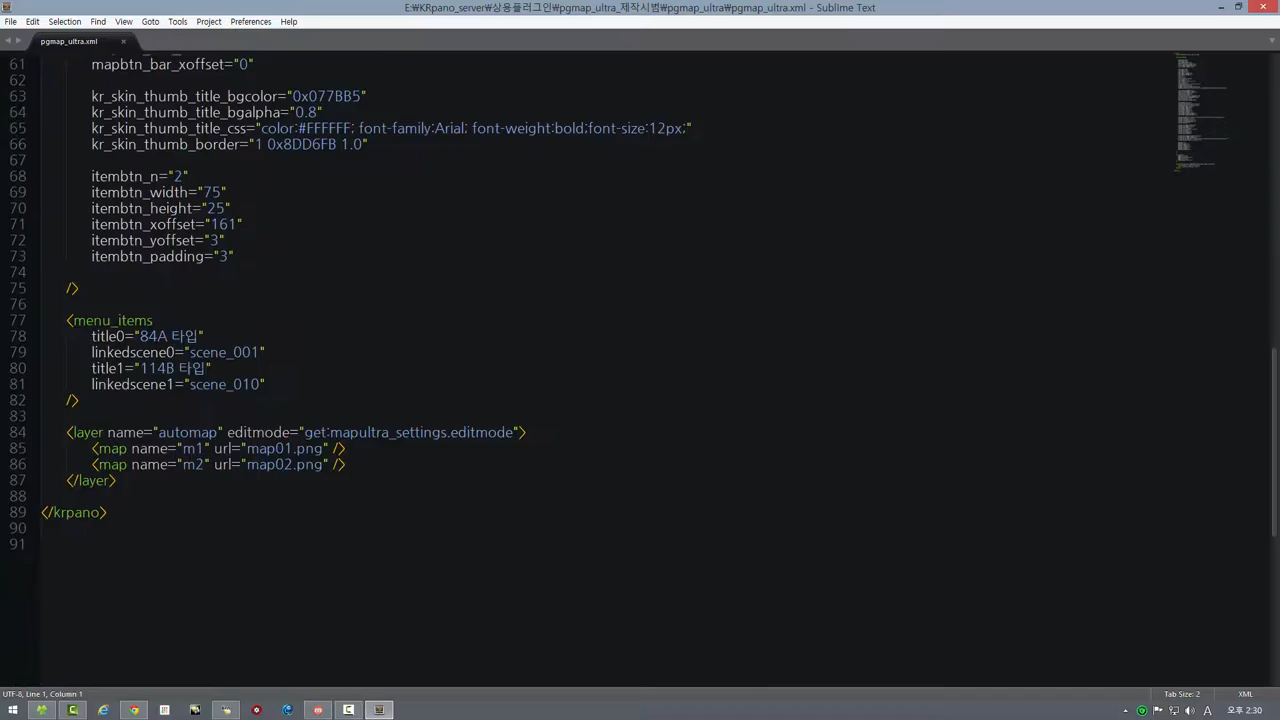 E:₩KRpano_server₩상용플러그인₩pgmap_ultra_제작시범₩pgmap_ultra₩pgmap_ultra.xml - Sublime Text
File Edit Selection Find View Goto Tools Project Preferences Help
pgmap_ultra.xml ×
61 mapbtn_bar_xoffset="0"
62
63 kr_skin_thumb_title_bgcolor="0x077BB5"
64 kr_skin_thumb_title_bgalpha="0.8"
65 kr_skin_thumb_title_css="color:#FFFFFF; font-family:Arial; font-weight:bold;font-size:12px;"
66 kr_skin_thumb_border="1 0x8DD6FB 1.0"
67
68 itembtn_n="2"
69 itembtn_width="75"
70 itembtn_height="25"
71 itembtn_xoffset="161"
72 itembtn_yoffset="3"
73 itembtn_padding="3"
74
75 />
76
77 <menu_items
78 title0="84A 타입"
79 linkedscene0="scene_001"
80 title1="114B 타입"
81 linkedscene1="scene_010"
82 />
83
84 <layer name="automap" editmode="get:mapultra_settings.editmode">
85 <map name="m1" url="map01.png" />
86 <map name="m2" url="map02.png" />
87 </layer>
88
89 </krpano>
90
91
UTF-8, Line 1, Column 1 Tab Size: 2 XML
A 오후 2:30